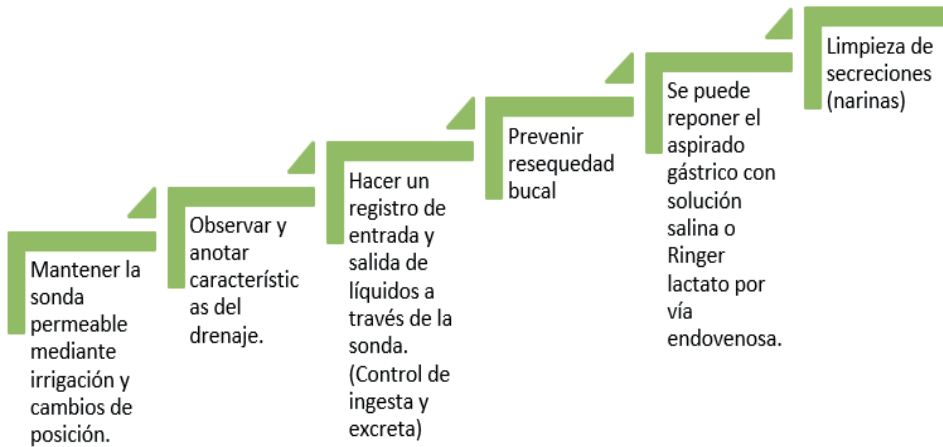 Mantener la
sonda
permeable
mediante
irrigación y
cambios de
posición.
Observar y
anotar
característic
as del
drenaje.
Hacer un
registro de
entrada y
salida de
líquidos a
través de la
sonda.
(Control de
ingesta y
excreta)
Prevenir
resequedad
bucal
Se puede
reponer el
aspirado
gástrico con
solución
salina o
Ringer
lactato por
vía
endovenosa.
Limpieza de
secreciones
(narinas)